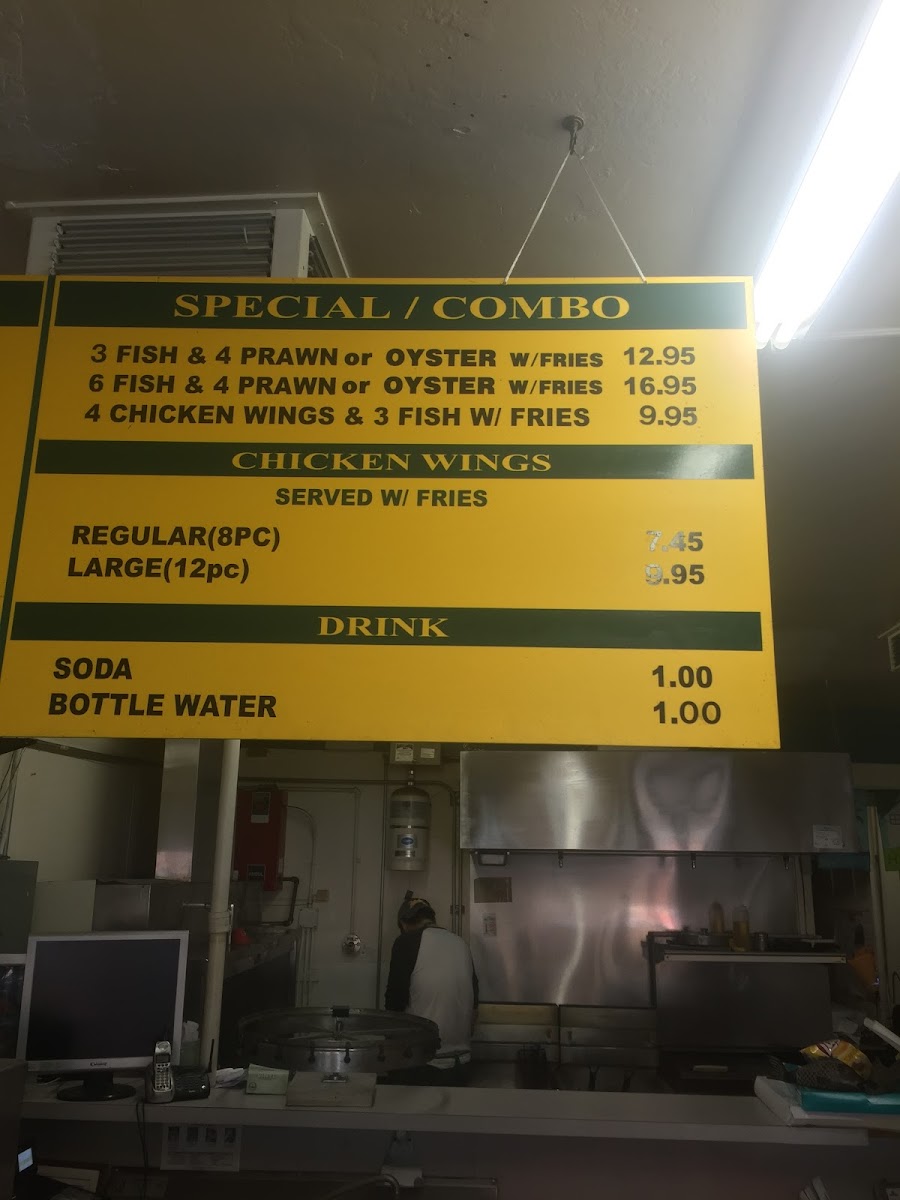 SPECIAL / COMBO
3 FISH & 4 PRAWN or OYSTER W/FRIES 12.95
6 FISH & 4 PRAWN or OYSTER W/FRIES 16.95
4 CHICKEN WINGS & 3 FISH W/ FRIES 9.95
CHICKEN WINGS
SERVED W/ FRIES
REGULAR(8PC) 7.45
LARGE(12pc) 9.95
DRINK
SODA 1.00
BOTTLE WATER 1.00